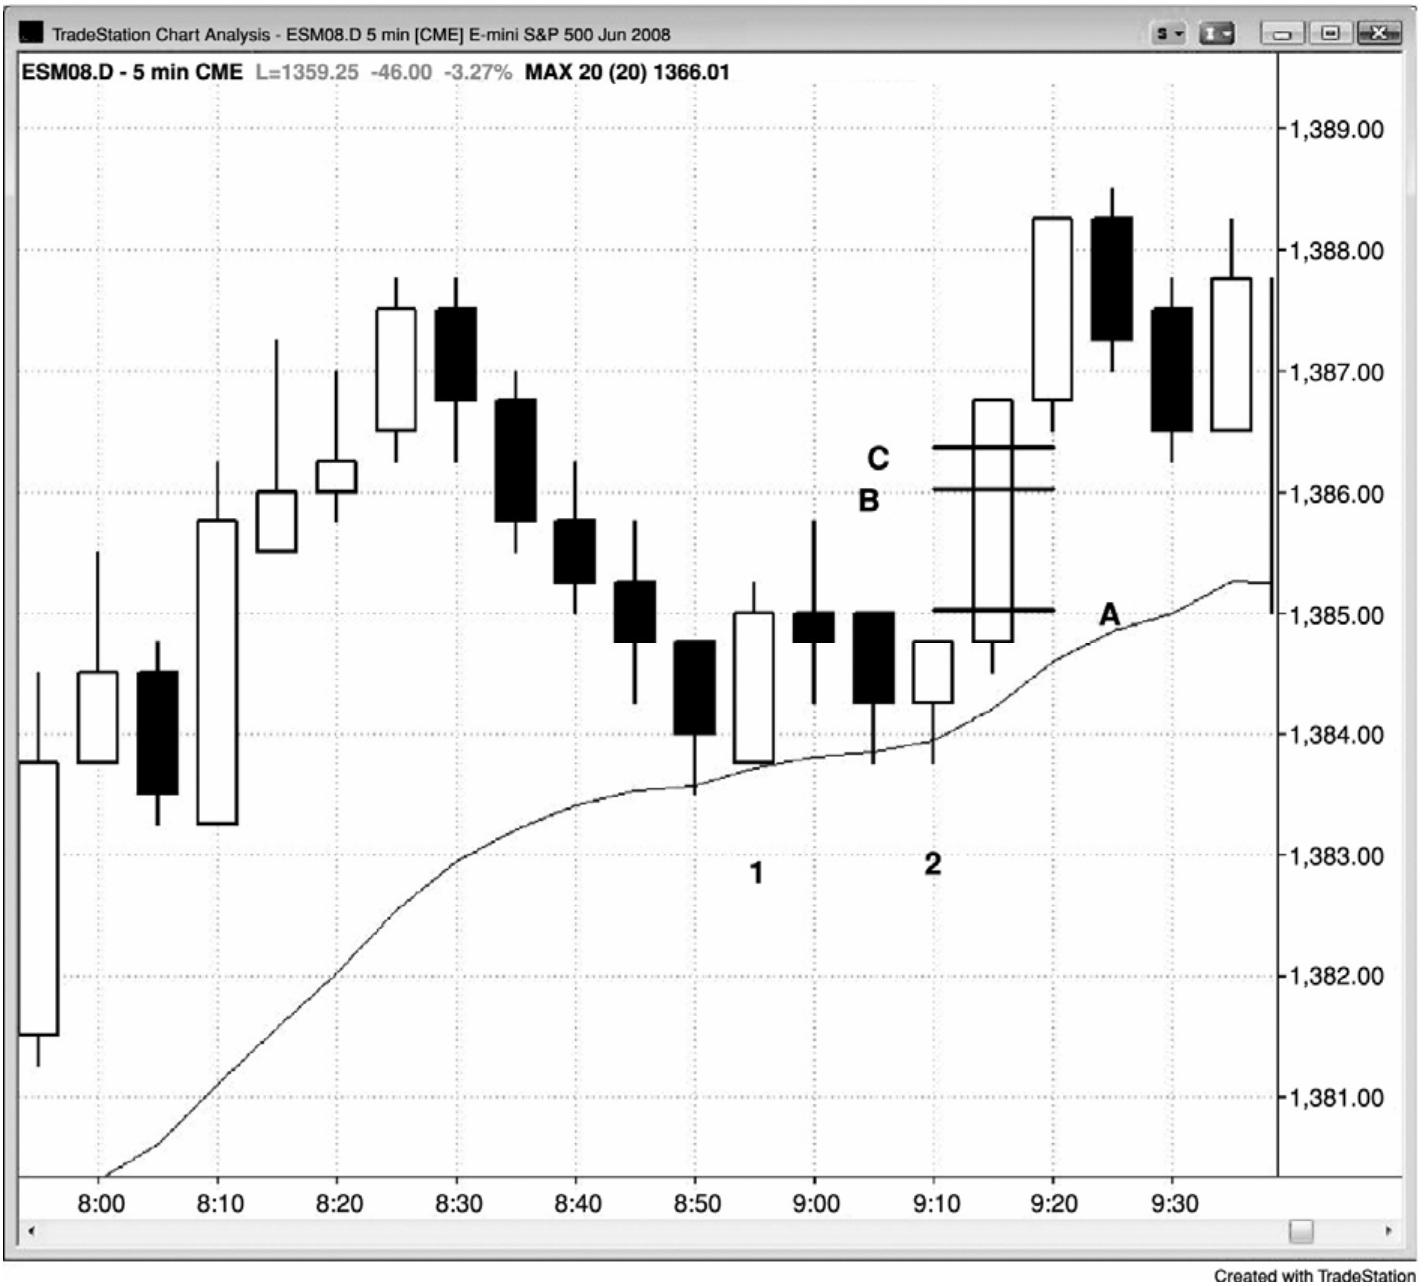 TradeStation Chart Analysis - ESM08.D 5 min [CME] E-mini S&P 500 Jun 2008
S
I
ESM08.D - 5 min CME L=1359.25 -46.00 -3.27% MAX 20 (20) 1366.01
1,389.00
1,388.00
1,387.00
C
B
1,386.00
A
1,385.00
1,384.00
1
2
1,383.00
1,382.00
1,381.00
8:00 8:10 8:20 8:30 8:40 8:50 9:00 9:10 9:20 9:30
Created with TradeStation